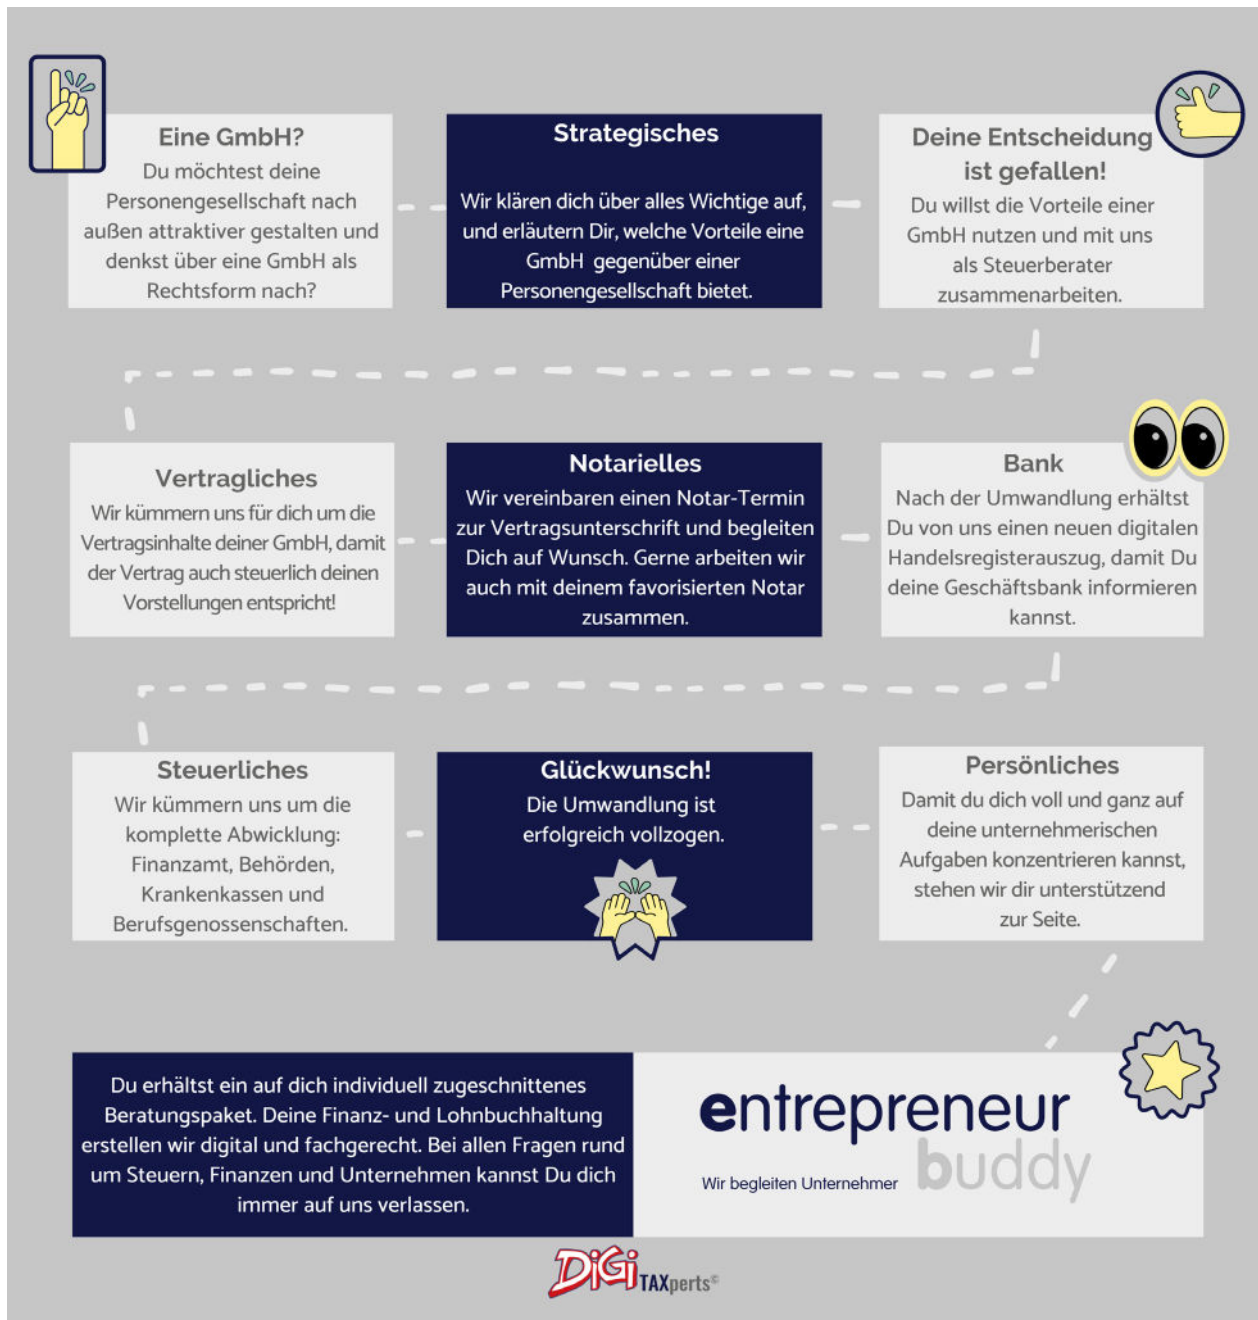 Eine GmbH?
Du möchtest deine
Personengesellschaft nach
außen attraktiver gestalten und
denkst über eine GmbH als
Rechtsform nach?
Strategisches
Wir klären dich über alles Wichtige auf,
und erläutern Dir, welche Vorteile eine
GmbH gegenüber einer
Personengesellschaft bietet.
Deine Entscheidung
ist gefallen!
Du willst die Vorteile einer
GmbH nutzen und mit uns
als Steuerberater
zusammenarbeiten.
Vertragliches
Wir kümmern uns für dich um die
Vertragsinhalte deiner GmbH, damit
der Vertrag auch steuerlich deinen
Vorstellungen entspricht!
Notarielles
Wir vereinbaren einen Notar-Termin
zur Vertragsunterschrift und begleiten
Dich auf Wunsch. Gerne arbeiten wir
auch mit deinem favorisierten Notar
zusammen.
Bank
Nach der Umwandlung erhältst
Du von uns einen neuen digitalen
Handelsregisterauszug, damit Du
deine Geschäftsbank informieren
kannst.
Steuerliches
Wir kümmern uns um die
komplette Abwicklung:
Finanzamt, Behörden,
Krankenkassen und
Berufsgenossenschaften.
Glückwunsch!
Die Umwandlung ist
erfolgreich vollzogen.
Persönliches
Damit du dich voll und ganz auf
deine unternehmerischen
Aufgaben konzentrieren kannst,
stehen wir dir unterstützend
zur Seite.
Du erhältst ein auf dich individuell zugeschnittenes
Beratungspaket. Deine Finanz- und Lohnbuchhaltung
erstellen wir digital und fachgerecht. Bei allen Fragen rund
um Steuern, Finanzen und Unternehmen kannst Du dich
immer auf uns verlassen.
entrepreneur
buddy
Wir begleiten Unternehmer
DiGi TAXperts©